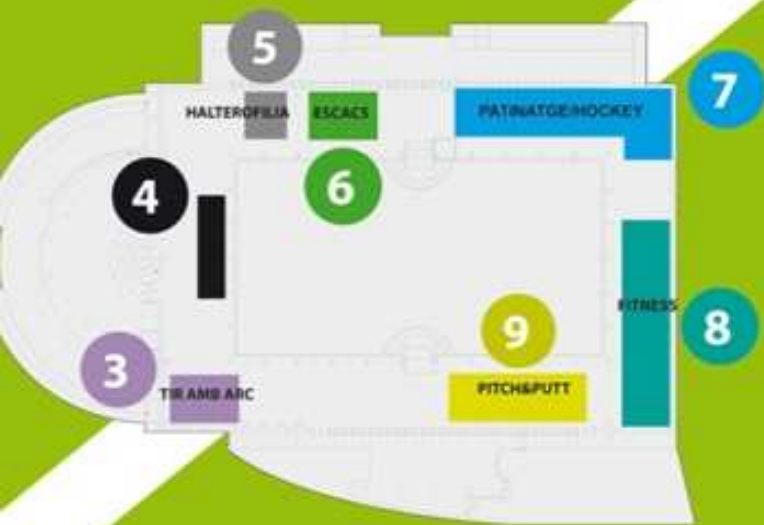 5
HALTEROFILIA
ESCACS
PATINATGE/HOCKEY
7
4
6
FITNESS
9
8
3
TIR AMB ARC
PITCH&PUTT